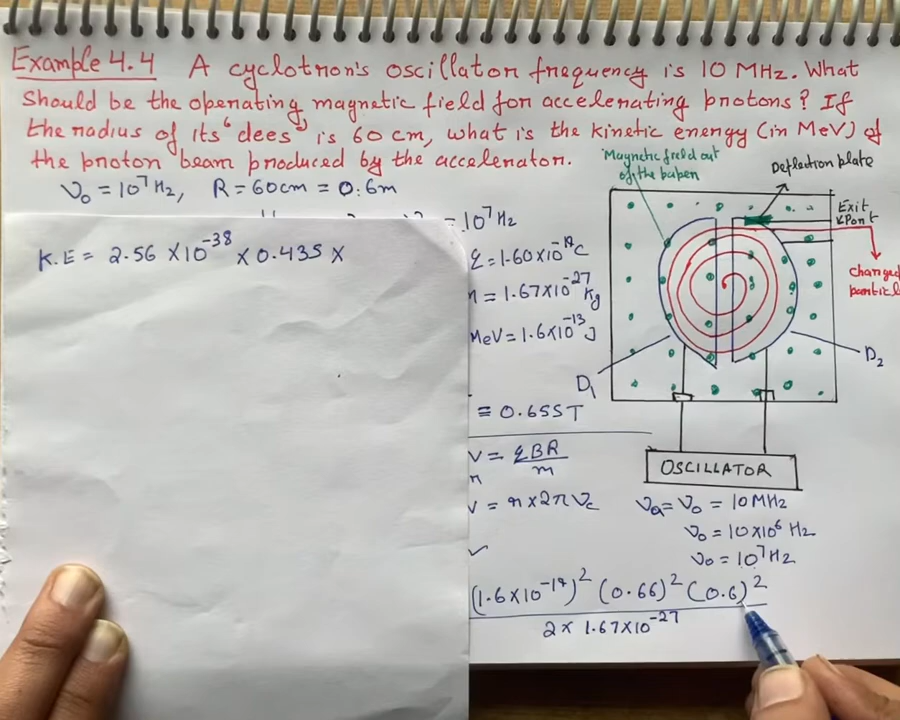 Example 4.4 A cyclotron's oscillator frequency is 10 MHz. What
Should be the operating magnetic field for accelerating protons? If
the radius of its "dees" is 60 cm, what is the kinetic energy (in MeV) of
the proton beam produced by the accelerator.
ν₀ = 10⁷ Hz, R = 60cm = 0.6m
Magnetic field out
of the paper
Deflection plate
Exit
Port
Charged
D₁
D₂
OSCILLATOR
K.E = 2.56 × 10⁻³⁸ × 0.435 ×
= 10⁷ Hz
q = 1.60×10⁻¹⁹ C
= 1.67×10⁻²⁷ Kg
MeV = 1.6×10⁻¹³ J
≅ 0.655T
v = qBR/m
v = r × 2π νc
νa = ν₀ = 10 MHz
ν₀ = 10×10⁶ Hz
ν₀ = 10⁷ Hz
(1.6×10⁻¹⁹)² (0.66)² (0.6)²
2 × 1.67×10⁻²⁷